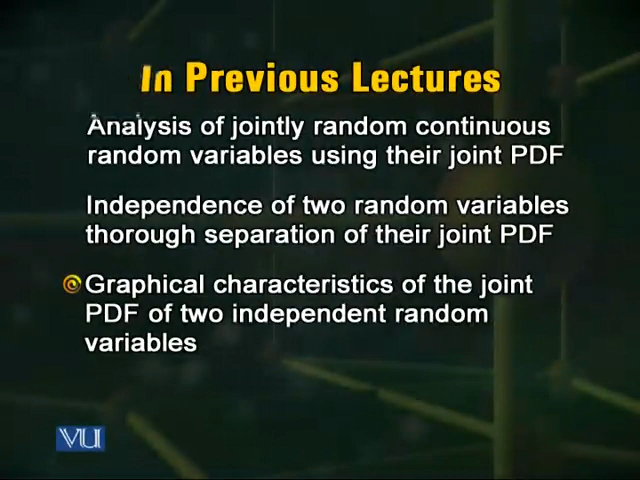 In Previous Lectures
Analysis of jointly random continuous
random variables using their joint PDF
Independence of two random variables
thorough separation of their joint PDF
Graphical characteristics of the joint
PDF of two independent random
variables
VU